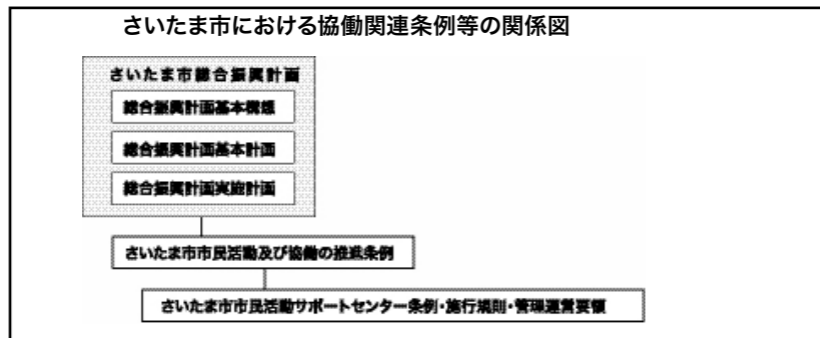 さいたま市における協働関連条例等の関係図
さいたま市総合振興計画
総合振興計画基本構想
総合振興計画基本計画
総合振興計画実施計画
さいたま市市民活動及び協働の推進条例
さいたま市市民活動サポートセンター条例・施行規則・管理運営要領